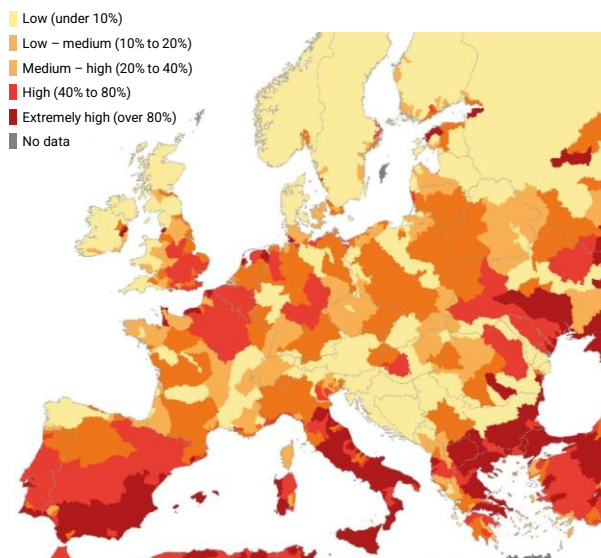 Low (under 10%)
Low – medium (10% to 20%)
Medium – high (20% to 40%)
High (40% to 80%)
Extremely high (over 80%)
No data